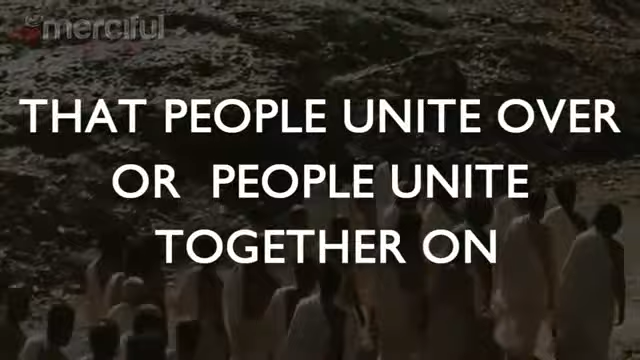 merciful
THAT PEOPLE UNITE OVER
OR PEOPLE UNITE
TOGETHER ON